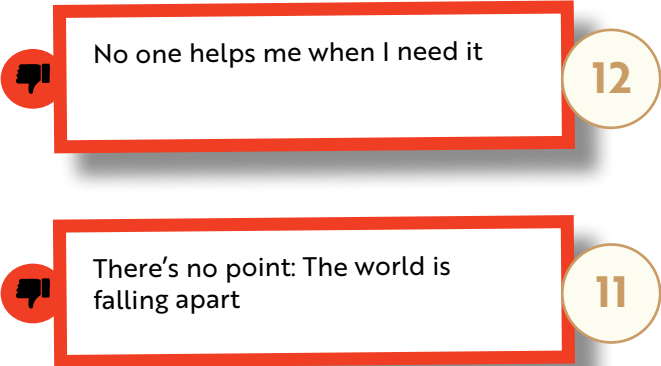 No one helps me when I need it
12
There's no point: The world is
falling apart
11